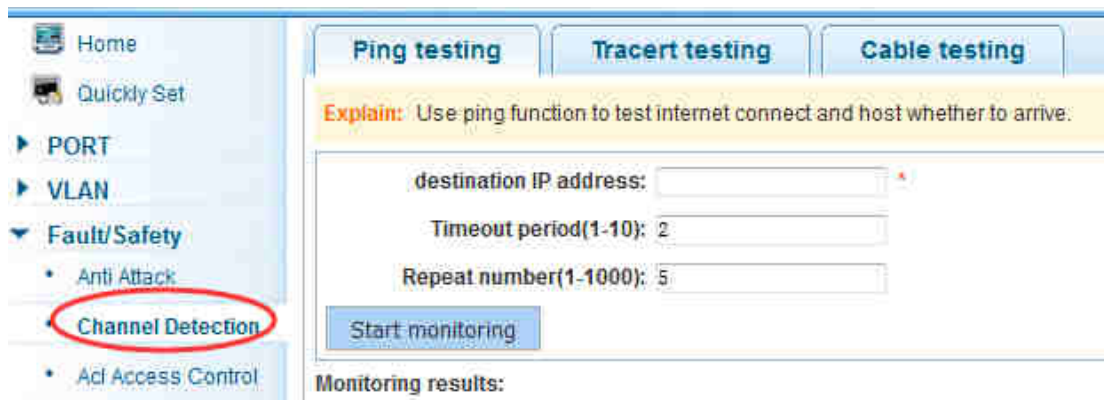 Home
Quickly Set
PORT
VLAN
Fault/Safety
Anti Attack
Channel Detection
Acl Access Control
Ping testing
Tracert testing
Cable testing
Explain: Use ping function to test internet connect and host whether to arrive.
destination IP address: *
Timeout period(1-10): 2
Repeat number(1-1000): 5
Start monitoring
Monitoring results: